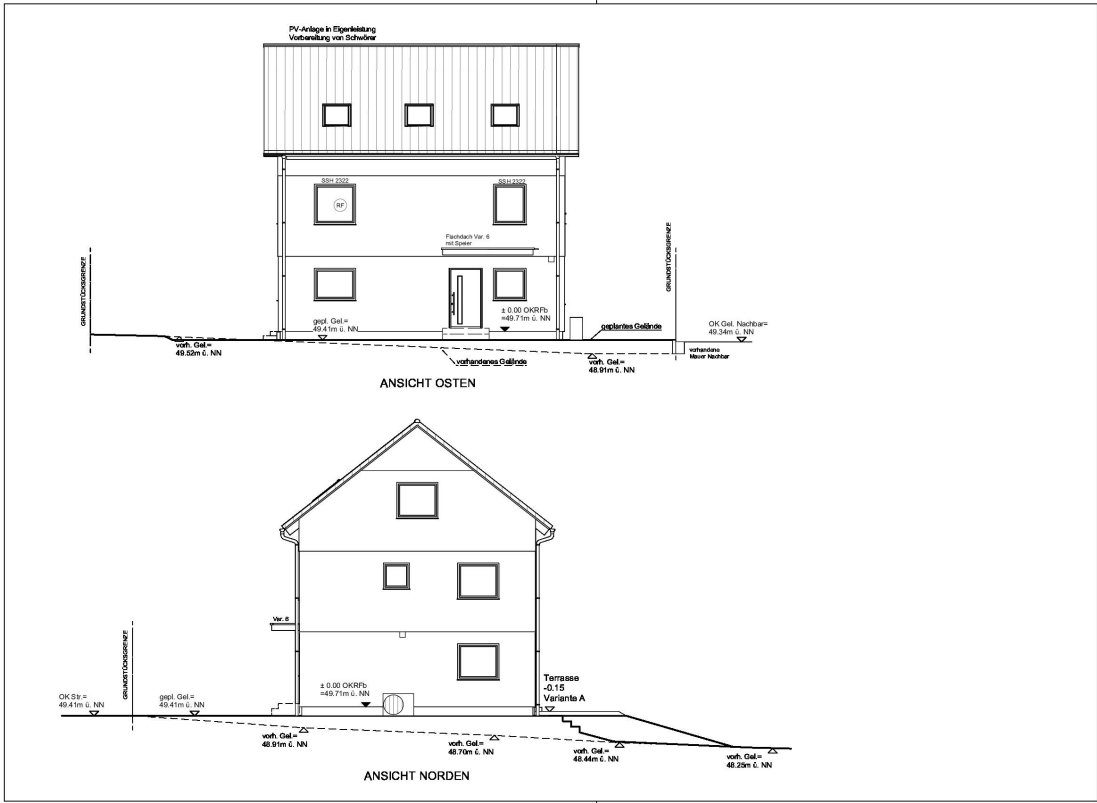 PV-Anlage in Eigenleistung
Vorbereitung von Schwörer
SSH 2322
SSH 2322
RF
Flachdach Var. 6
mit Speier
GRUNDSTÜCKSGRENZE
GRUNDSTÜCKSGRENZE
gepl. Gel.=
49.41m ü. NN
± 0.00 OKRFb
=49.71m ü. NN
geplantes Gelände
OK Gel. Nachbar=
49.34m ü. NN
vorh. Gel.=
49.52m ü. NN
vorhandenes Gelände
vorh. Gel.=
48.91m ü. NN
vorhandene
Mauer Nachbar
ANSICHT OSTEN
Var. 6
GRUNDSTÜCKSGRENZE
OK Str.=
49.41m ü. NN
gepl. Gel.=
49.41m ü. NN
± 0.00 OKRFb
=49.71m ü. NN
Terrasse
-0.15
Variante A
vorh. Gel.=
48.91m ü. NN
vorh. Gel.=
48.70m ü. NN
vorh. Gel.=
48.44m ü. NN
vorh. Gel.=
48.25m ü. NN
ANSICHT NORDEN